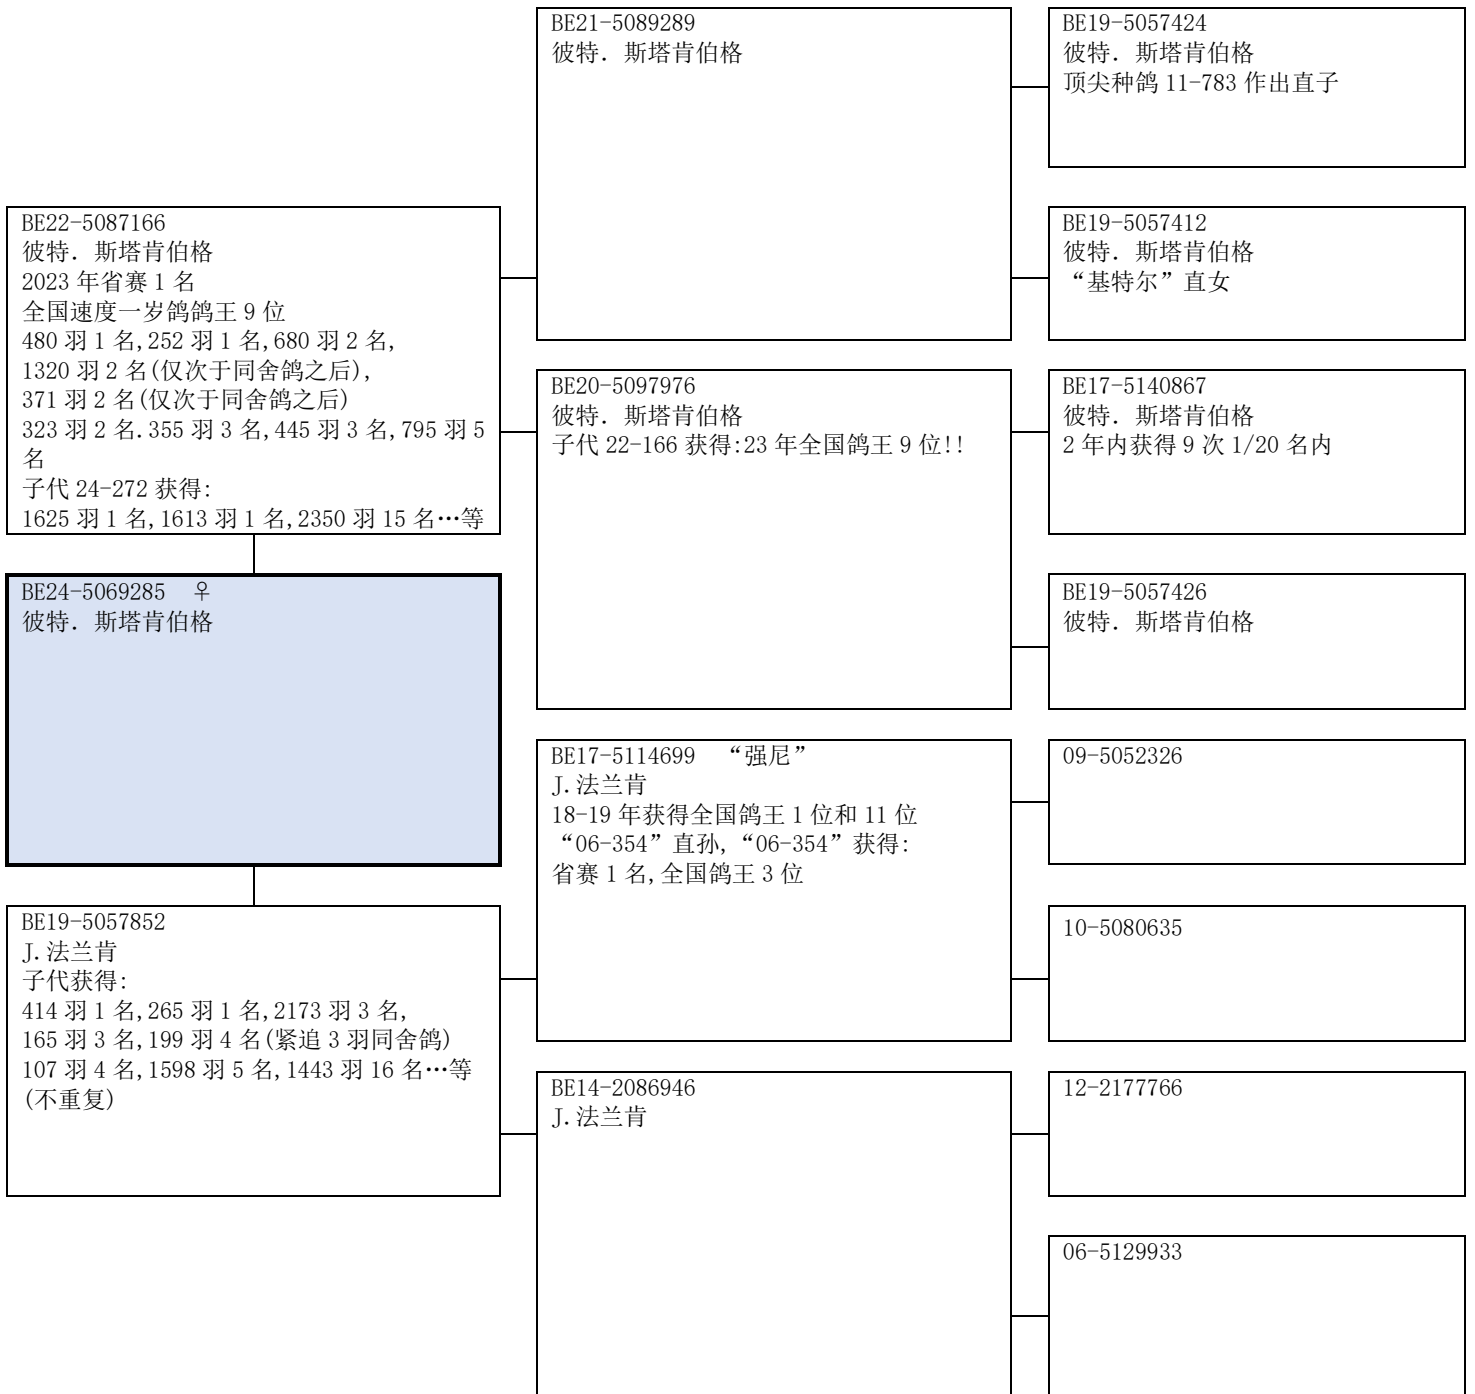 BE21-5089289
彼特．斯塔肯伯格
BE19-5057424
彼特．斯塔肯伯格
顶尖种鸽 11-783 作出直子
BE22-5087166
彼特．斯塔肯伯格
2023 年省赛 1 名
全国速度一岁鸽鸽王 9 位
480 羽 1 名,252 羽 1 名,680 羽 2 名,
1320 羽 2 名(仅次于同舍鸽之后),
371 羽 2 名(仅次于同舍鸽之后)
323 羽 2 名.355 羽 3 名,445 羽 3 名,795 羽 5
名
子代 24-272 获得:
1625 羽 1 名,1613 羽 1 名,2350 羽 15 名…等
BE19-5057412
彼特．斯塔肯伯格
“基特尔”直女
BE20-5097976
彼特．斯塔肯伯格
子代 22-166 获得:23 年全国鸽王 9 位!!
BE17-5140867
彼特．斯塔肯伯格
2 年内获得 9 次 1/20 名内
BE24-5069285 ♀
彼特．斯塔肯伯格
BE19-5057426
彼特．斯塔肯伯格
BE17-5114699 “强尼”
J.法兰肯
18-19 年获得全国鸽王 1 位和 11 位
“06-354”直孙,“06-354”获得:
省赛 1 名,全国鸽王 3 位
09-5052326
BE19-5057852
J.法兰肯
子代获得:
414 羽 1 名,265 羽 1 名,2173 羽 3 名,
165 羽 3 名,199 羽 4 名(紧追 3 羽同舍鸽)
107 羽 4 名,1598 羽 5 名,1443 羽 16 名…等
(不重复)
10-5080635
BE14-2086946
J.法兰肯
12-2177766
06-5129933